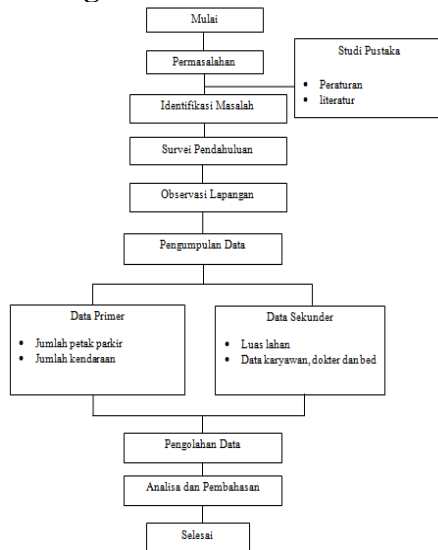 Mulai
Permasalahan
Studi Pustaka
• Peraturan
• literatur
Identifikasi Masalah
Survei Pendahuluan
Observasi Lapangan
Pengumpulan Data
Data Primer
• Jumlah petak parkir
• Jumlah kendaraan
Data Sekunder
• Luas lahan
• Data karyawan, dokter dan bed
Pengolahan Data
Analisa dan Pembahasan
Selesai